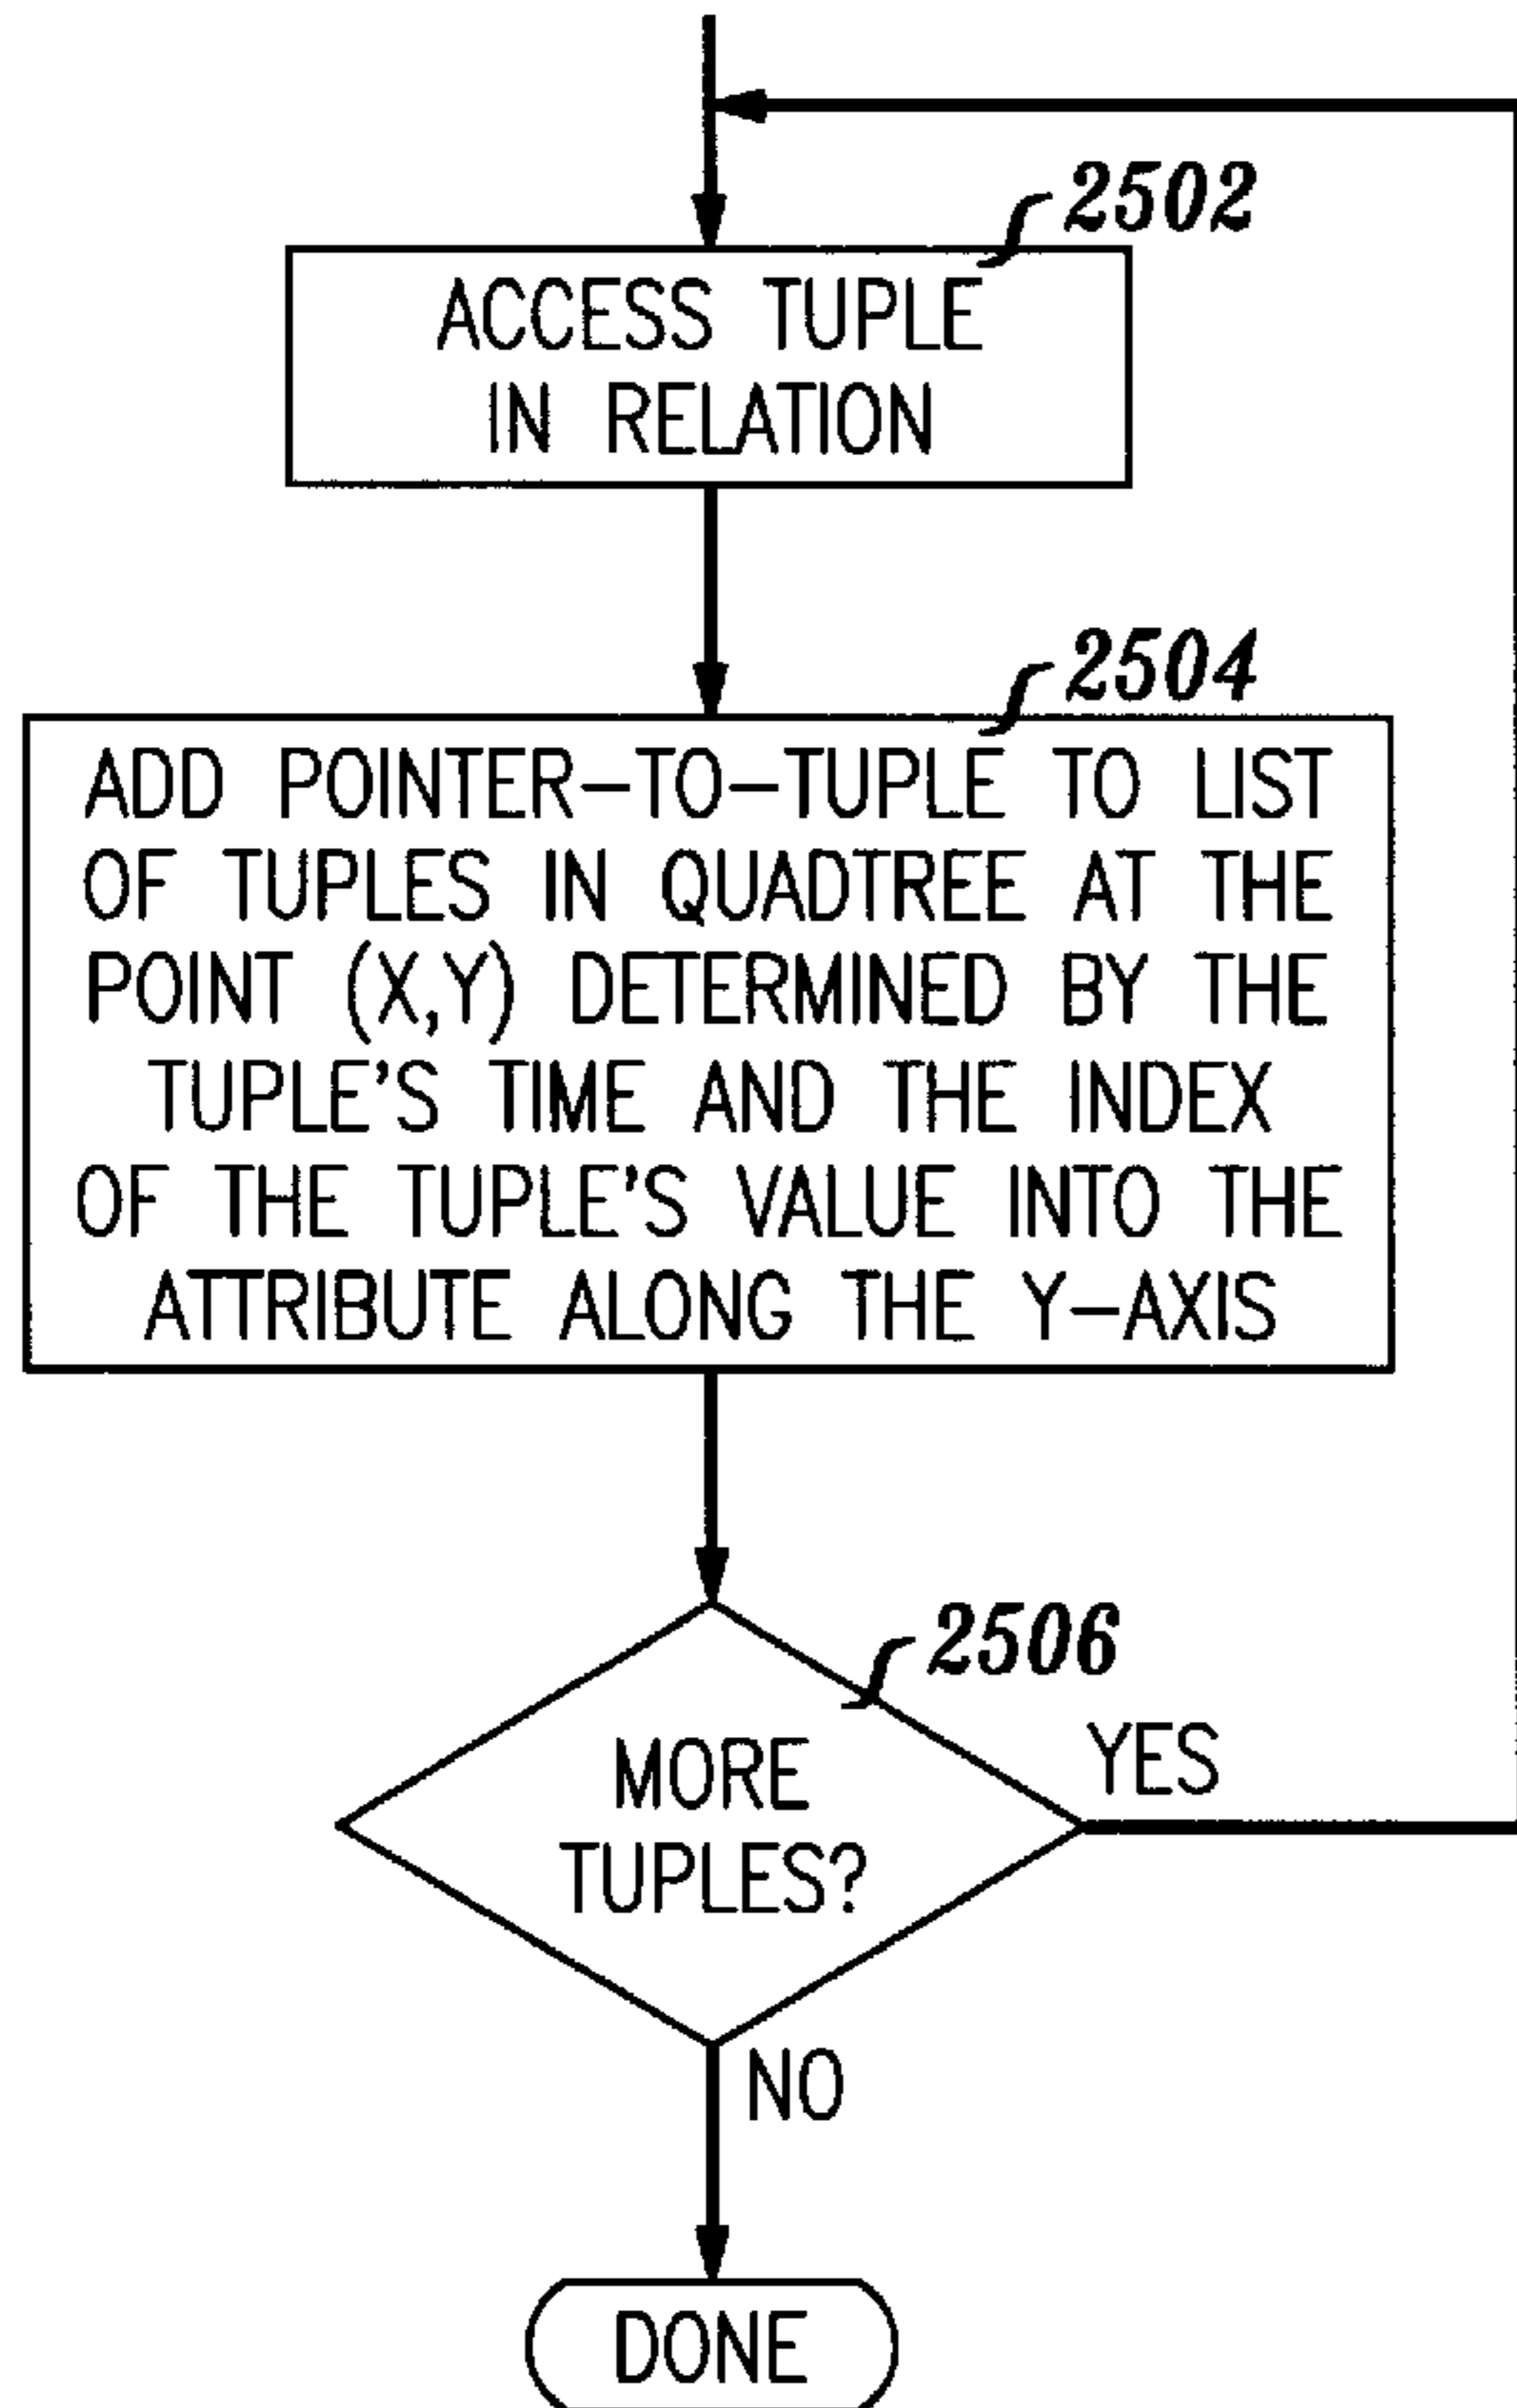 2502
ACCESS TUPLE
IN RELATION
2504
ADD POINTER-TO-TUPLE TO LIST
OF TUPLES IN QUADTREE AT THE
POINT (X,Y) DETERMINED BY THE
TUPLE'S TIME AND THE INDEX
OF THE TUPLE'S VALUE INTO THE
ATTRIBUTE ALONG THE Y-AXIS
2506
MORE
TUPLES?
YES
NO
DONE